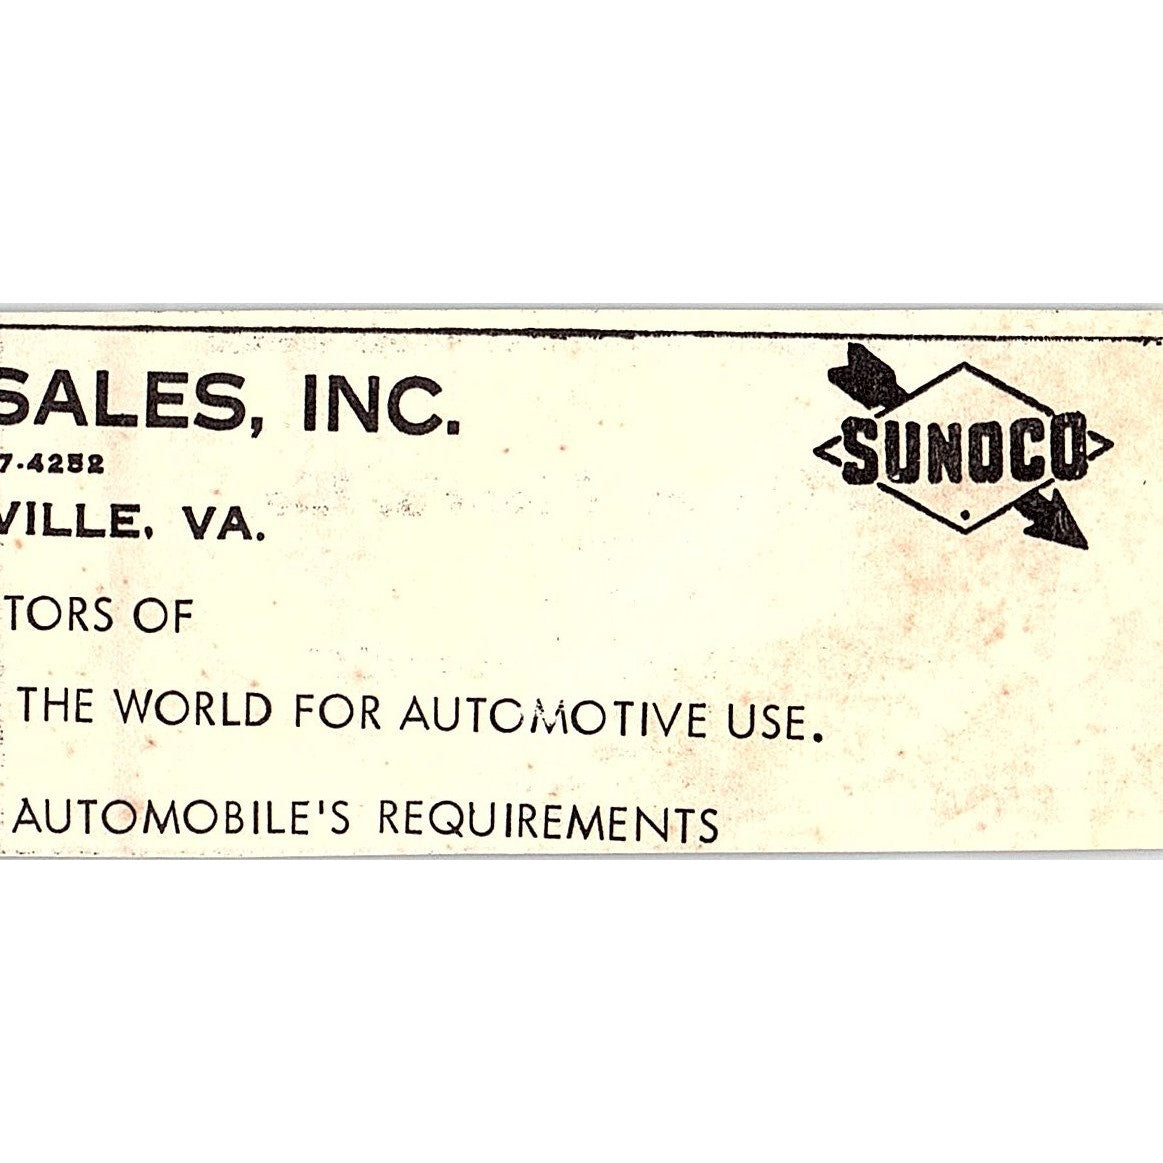 SALES, INC.
7-4252
VILLE, VA.
TORS OF
THE WORLD FOR AUTOMOTIVE USE.
AUTOMOBILE'S REQUIREMENTS
SUNOCO